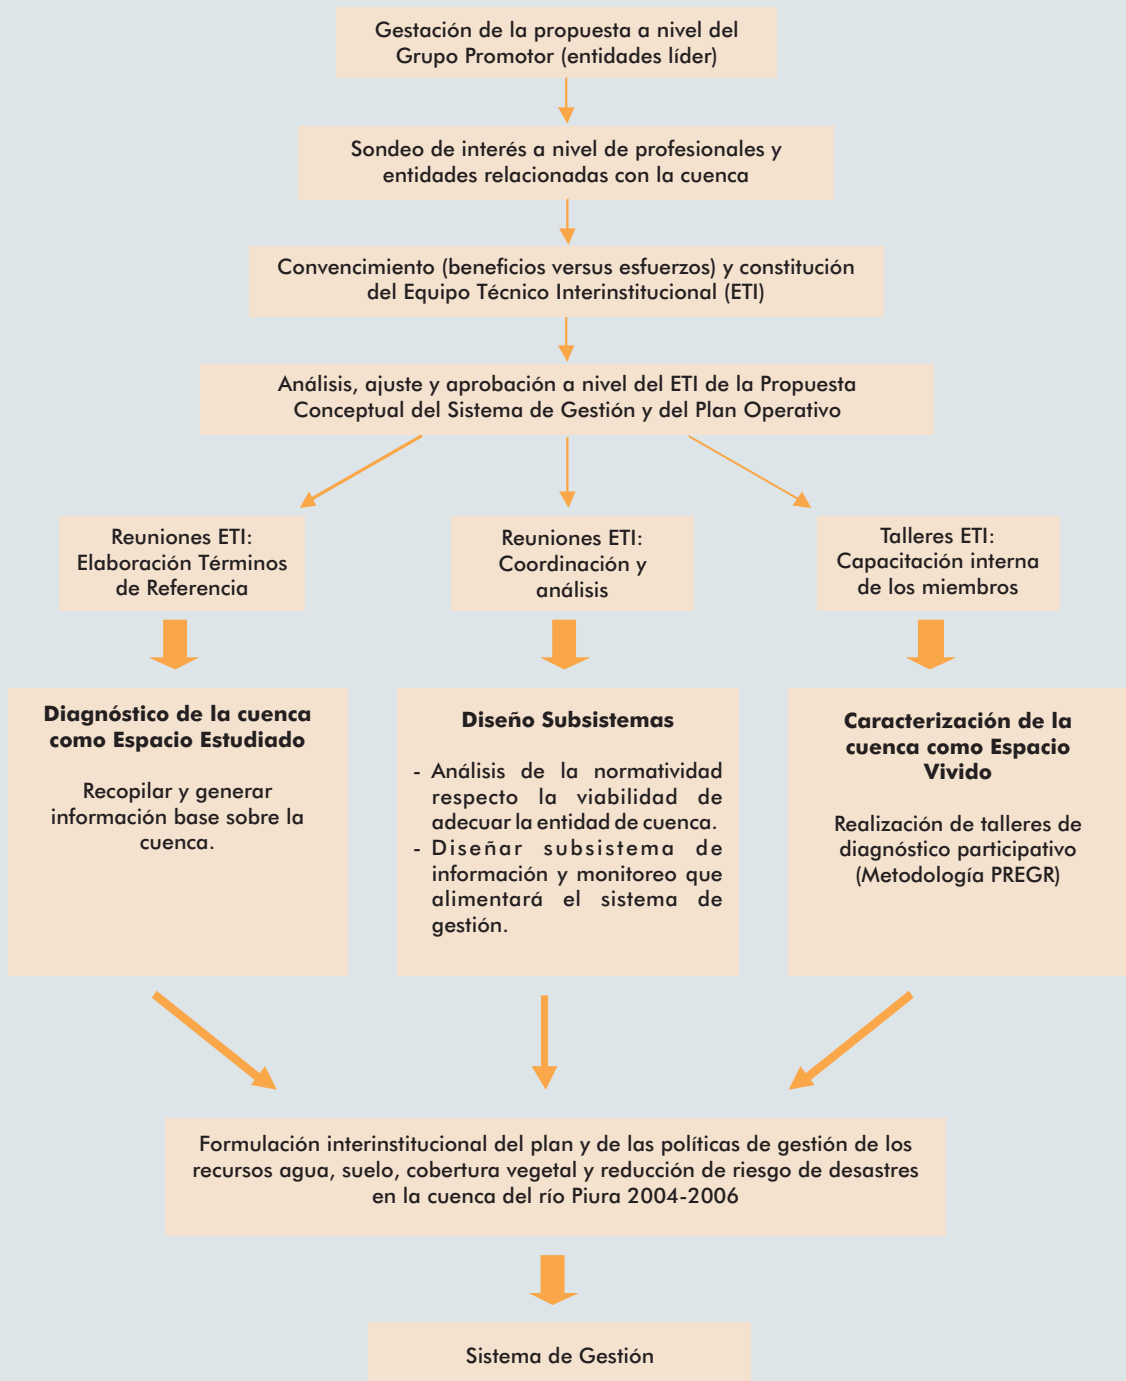 Gestación de la propuesta a nivel del
Grupo Promotor (entidades líder)
Sondeo de interés a nivel de profesionales y
entidades relacionadas con la cuenca
Convencimiento (beneficios versus esfuerzos) y constitución
del Equipo Técnico Interinstitucional (ETI)
Análisis, ajuste y aprobación a nivel del ETI de la Propuesta
Conceptual del Sistema de Gestión y del Plan Operativo
Reuniones ETI:
Elaboración Términos
de Referencia
Reuniones ETI:
Coordinación y
análisis
Talleres ETI:
Capacitación interna
de los miembros
Diagnóstico de la cuenca
como Espacio Estudiado
Recopilar y generar
información base sobre la
cuenca.
Diseño Subsistemas
- Análisis de la normatividad
respecto la viabilidad de
adecuar la entidad de cuenca.
- Diseñar subsistema de
información y monitoreo que
alimentará el sistema de
gestión.
Caracterización de la
cuenca como Espacio
Vivido
Realización de talleres de
diagnóstico participativo
(Metodología PREGR)
Formulación interinstitucional del plan y de las políticas de gestión de los
recursos agua, suelo, cobertura vegetal y reducción de riesgo de desastres
en la cuenca del río Piura 2004-2006
Sistema de Gestión